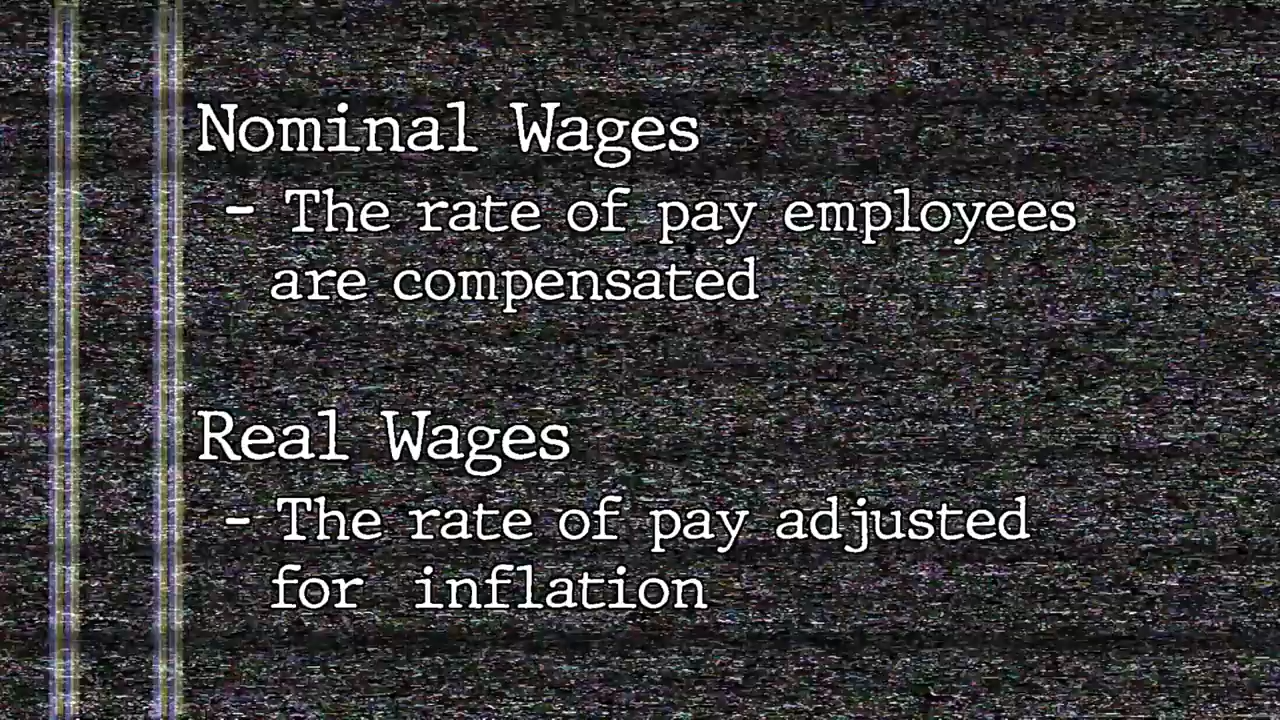 Nominal Wages
- The rate of pay employees
are compensated
Real Wages
- The rate of pay adjusted
for inflation